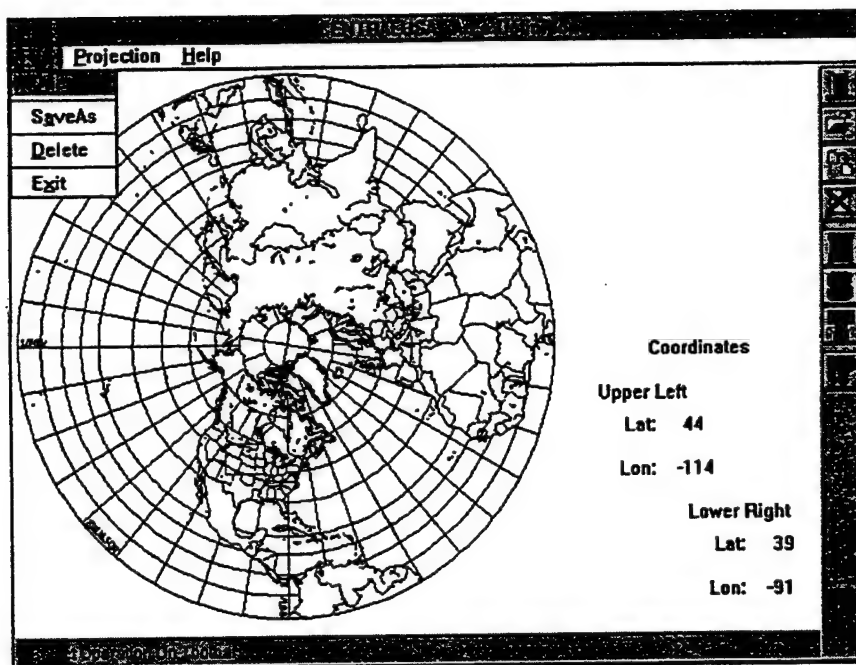 Projection Help
SaveAs
Delete
Exit
Coordinates
Upper Left
Lat: 44
Lon: -114
Lower Right
Lat: 39
Lon: -91